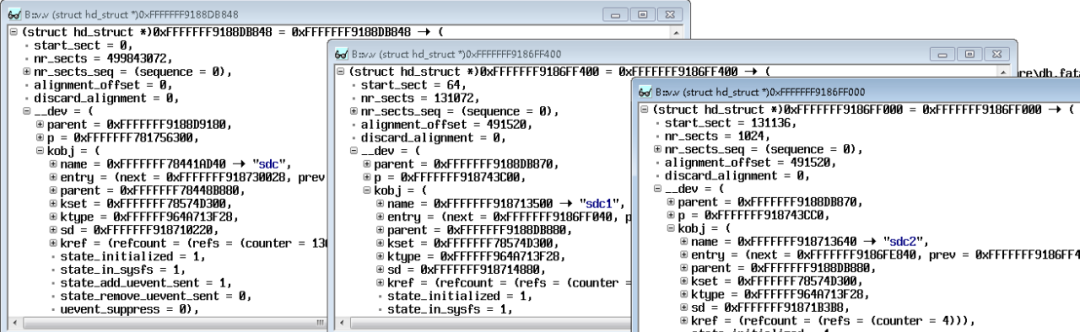 B::v.v (struct hd_struct *)0xFFFFFFF9188DB848
(struct hd_struct *)0xFFFFFFF9188DB848 = 0xFFFFFFF9188DB848 → (
start_sect = 0,
nr_sects = 499843072,
nr_sects_seq = (sequence = 0),
alignment_offset = 0,
discard_alignment = 0,
__dev = (
parent = 0xFFFFFFF9188D9180,
p = 0xFFFFFFF781756300,
kobj = (
name = 0xFFFFFFF78441AD40 → "sdc",
entry = (next = 0xFFFFFFF918730028, prev
parent = 0xFFFFFFF78448B880,
kset = 0xFFFFFFF78574D300,
ktype = 0xFFFFFFF964A713F28,
sd = 0xFFFFFFF918710220,
kref = (refcount = (refs = (counter = 13
state_initialized = 1,
state_in_sysfs = 1,
state_add_uevent_sent = 1,
state_remove_uevent_sent = 0,
uevent_suppress = 0),
B::v.v (struct hd_struct *)0xFFFFFFF9186FF400
(struct hd_struct *)0xFFFFFFF9186FF400 = 0xFFFFFFF9186FF400 → (
start_sect = 64,
nr_sects = 131072,
nr_sects_seq = (sequence = 0),
alignment_offset = 491520,
discard_alignment = 0,
__dev = (
parent = 0xFFFFFFF9188DB870,
p = 0xFFFFFFF918743C00,
kobj = (
name = 0xFFFFFFF918713500 → "sdc1",
entry = (next = 0xFFFFFFF9186FF040, p
parent = 0xFFFFFFF9188DB880,
kset = 0xFFFFFFF78574D300,
ktype = 0xFFFFFFF964A713F28,
sd = 0xFFFFFFF918714880,
kref = (refcount = (refs = (counter =
state_initialized = 1,
state_in_sysfs = 1,
re\db.fata
B::v.v (struct hd_struct *)0xFFFFFFF9186FF000
(struct hd_struct *)0xFFFFFFF9186FF000 = 0xFFFFFFF9186FF000 → (
start_sect = 131136,
nr_sects = 1024,
nr_sects_seq = (sequence = 0),
alignment_offset = 491520,
discard_alignment = 0,
__dev = (
parent = 0xFFFFFFF9188DB870,
p = 0xFFFFFFF918743CC0,
kobj = (
name = 0xFFFFFFF918713640 → "sdc2",
entry = (next = 0xFFFFFFF9186FE840, prev = 0xFFFFFFF9186FF4
parent = 0xFFFFFFF9188DB880,
kset = 0xFFFFFFF78574D300,
ktype = 0xFFFFFFF964A713F28,
sd = 0xFFFFFFF91871B3B8,
kref = (refcount = (refs = (counter = 4))),